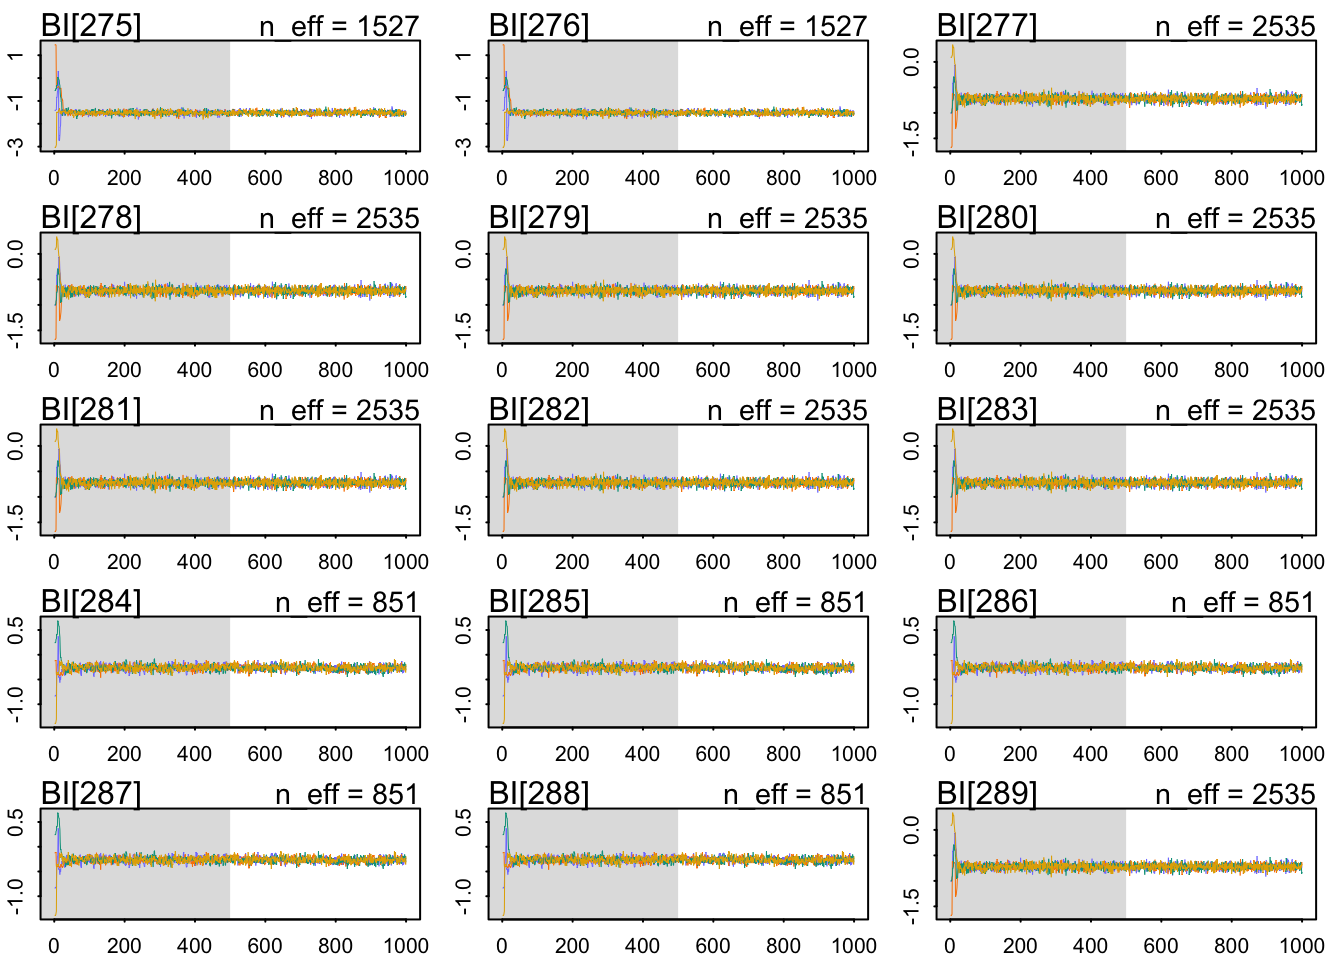 BI[275] n_eff = 1527 BI[276] n_eff = 1527 BI[277] n_eff = 2535
1 -1 -3 1 -1 -3 0.0 -1.5
0 200 400 600 800 1000 0 200 400 600 800 1000 0 200 400 600 800 1000
BI[278] n_eff = 2535 BI[279] n_eff = 2535 BI[280] n_eff = 2535
0.0 -1.5 0.0 -1.5 0.0 -1.5
0 200 400 600 800 1000 0 200 400 600 800 1000 0 200 400 600 800 1000
BI[281] n_eff = 2535 BI[282] n_eff = 2535 BI[283] n_eff = 2535
0.0 -1.5 0.0 -1.5 0.0 -1.5
0 200 400 600 800 1000 0 200 400 600 800 1000 0 200 400 600 800 1000
BI[284] n_eff = 851 BI[285] n_eff = 851 BI[286] n_eff = 851
0.5 -1.0 0.5 -1.0 0.5 -1.0
0 200 400 600 800 1000 0 200 400 600 800 1000 0 200 400 600 800 1000
BI[287] n_eff = 851 BI[288] n_eff = 851 BI[289] n_eff = 2535
0.5 -1.0 0.5 -1.0 0.0 -1.5
0 200 400 600 800 1000 0 200 400 600 800 1000 0 200 400 600 800 1000